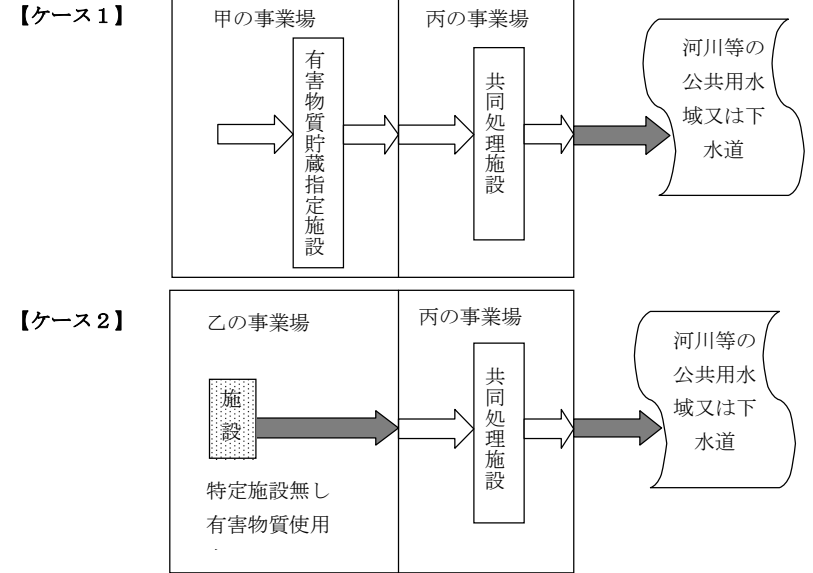 【ケース１】
甲の事業場
丙の事業場
有害物質貯蔵指定施設
共同処理施設
河川等の
公共用水
域又は下
水道
【ケース２】
乙の事業場
丙の事業場
施設
共同処理施設
河川等の
公共用水
域又は下
水道
特定施設無し
有害物質使用